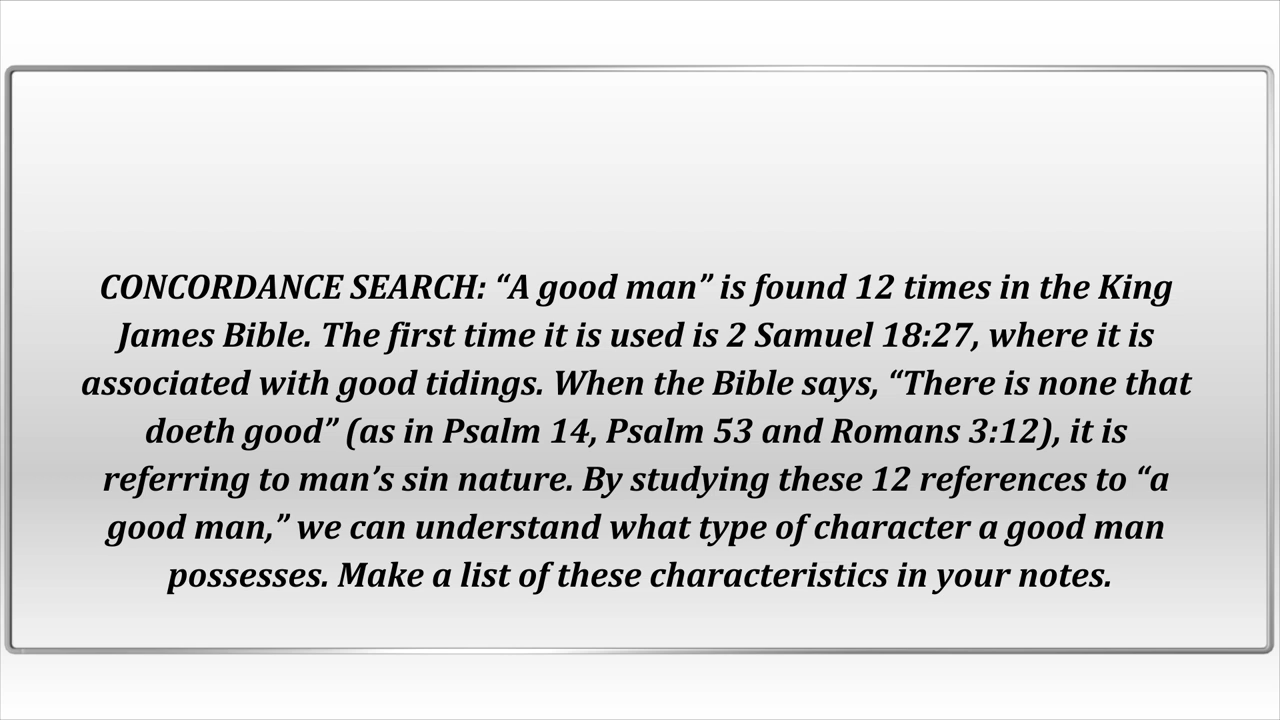 CONCORDANCE SEARCH: “A good man” is found 12 times in the King
James Bible. The first time it is used is 2 Samuel 18:27, where it is
associated with good tidings. When the Bible says, “There is none that
doeth good” (as in Psalm 14, Psalm 53 and Romans 3:12), it is
referring to man’s sin nature. By studying these 12 references to “a
good man,” we can understand what type of character a good man
possesses. Make a list of these characteristics in your notes.